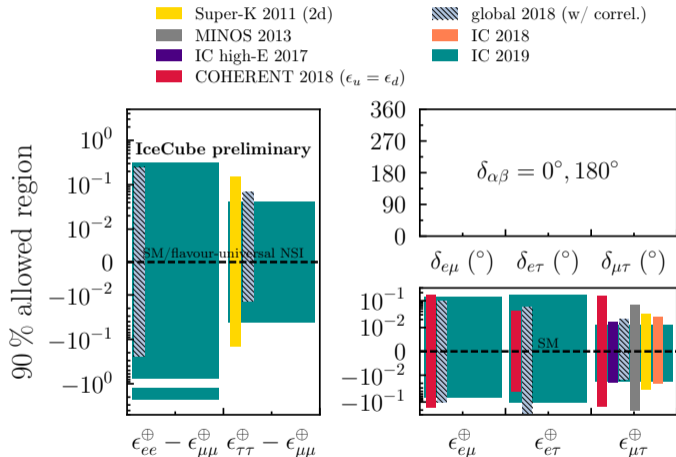 Super-K 2011 (2d)
MINOS 2013
IC high-E 2017
COHERENT 2018 (ϵ_u = ϵ_d)
global 2018 (w/ correl.)
IC 2018
IC 2019
90 % allowed region
10^0
10^-1
10^-2
0
−10^-2
−10^-1
−10^0
IceCube preliminary
SM/flavour-universal NSI
ϵ^⊕_ee − ϵ^⊕_μμ
ϵ^⊕_ττ − ϵ^⊕_μμ
360
270
180
90
0
δ_αβ = 0°, 180°
δ_eμ (°)
δ_eτ (°)
δ_μτ (°)
10^-1
10^-2
0
−10^-2
−10^-1
SM
ϵ^⊕_eμ
ϵ^⊕_eτ
ϵ^⊕_μτ